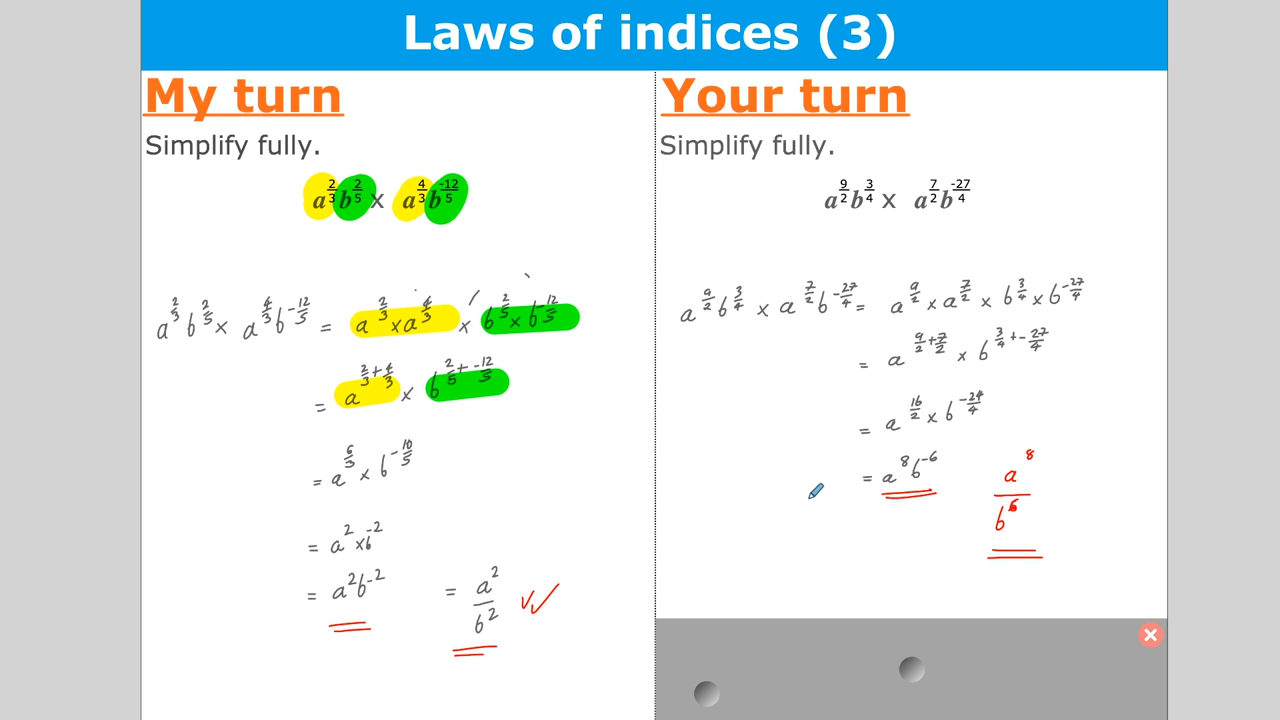 Laws of indices (3)
My turn
Simplify fully.
a^(2/3) b^(2/5) x a^(4/3) b^(-12/5)
a^(2/3) b^(2/5) × a^(4/3) b^(-12/5) = a^(2/3) × a^(4/3) × b^(2/5) × b^(-12/5)
= a^(2/3 + 4/3) × b^(2/5 + -12/5)
= a^(6/3) × b^(-10/5)
= a^2 × b^-2
= a^2 b^-2 = a^2/b^2
Your turn
Simplify fully.
a^(9/2) b^(3/4) x a^(7/2) b^(-27/4)
a^(9/2) b^(3/4) × a^(7/2) b^(-27/4) = a^(9/2) × a^(7/2) × b^(3/4) × b^(-27/4)
= a^(9/2 + 7/2) × b^(3/4 + -27/4)
= a^(16/2) × b^(-24/4)
= a^8 b^-6 a^8/b^6